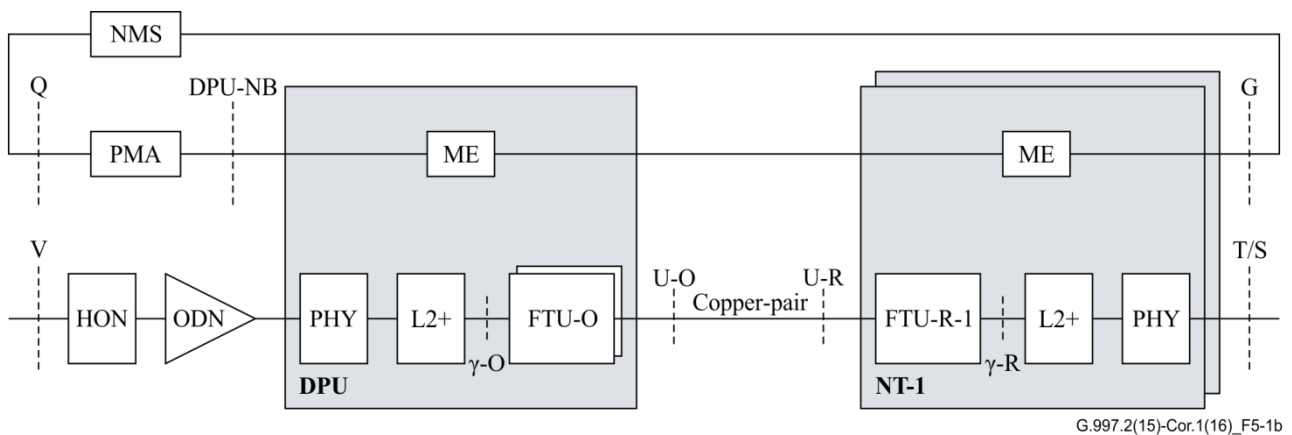 NMS
Q
DPU-NB
G
PMA
ME
ME
V
T/S
U-O
U-R
Copper-pair
HON
ODN
PHY
L2+
FTU-O
FTU-R-1
L2+
PHY
γ-O
γ-R
DPU
NT-1
G.997.2(15)-Cor.1(16)_F5-1b